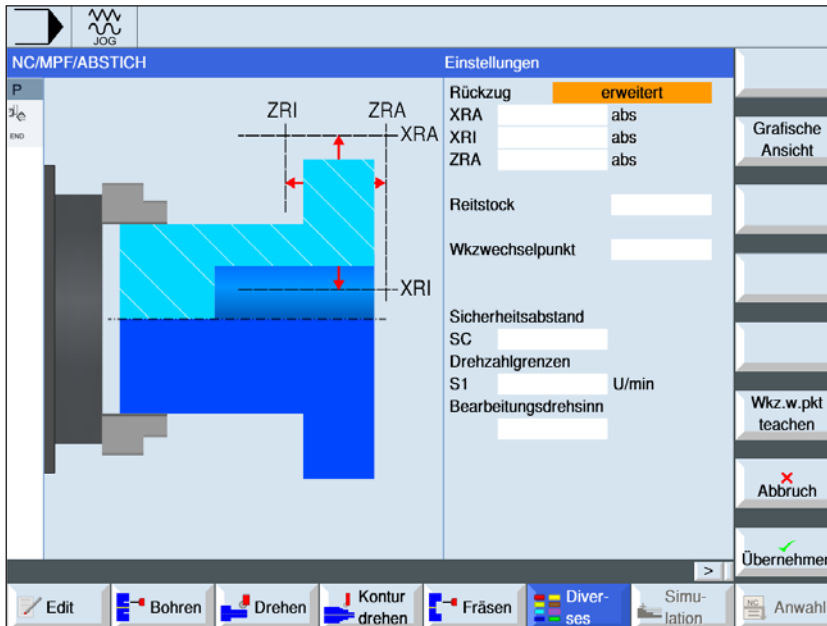 JOG
NC/MPF/ABSTICH
Einstellungen
P
END
ZRI
ZRA
XRA
XRI
Rückzug erweitert
XRA abs
XRI abs
ZRA abs
Reitstock
Wkzwechselpunkt
Sicherheitsabstand
SC
Drehzahlgrenzen
S1 U/min
Bearbeitungsdrehsinn
Grafische
Ansicht
Wkz.w.pkt
teachen
Abbruch
Übernehmen
>
Edit
Bohren
Drehen
Kontur
drehen
Fräsen
Diver-
ses
Simu-
lation
NC
Anwahl